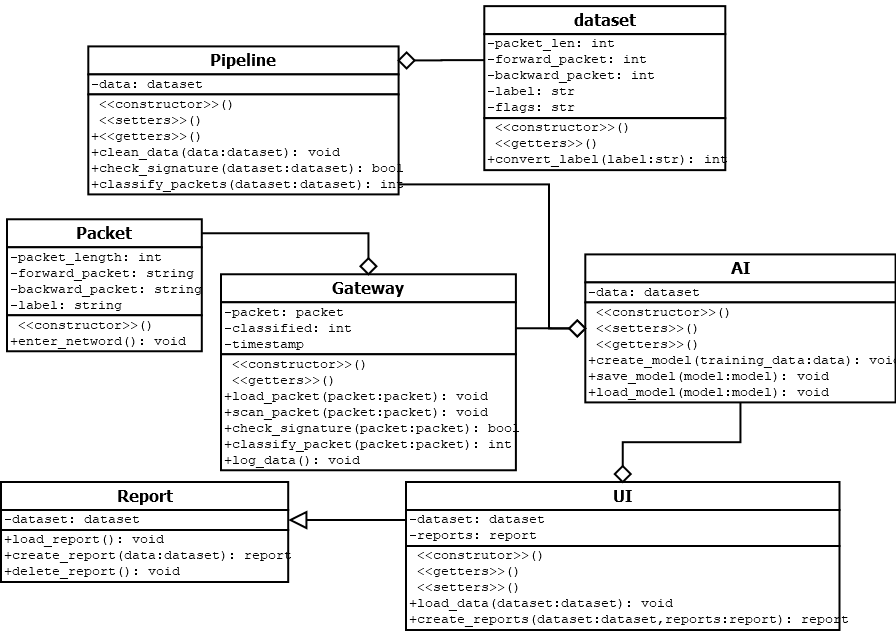 dataset
-packet_len: int
-forward_packet: int
-backward_packet: int
-label: str
-flags: str
<<constructor>>()
<<getters>>()
+convert_label(label:str): int
Pipeline
-data: dataset
<<constructor>>()
<<setters>>()
+<<getters>>()
+clean_data(data:dataset): void
+check_signature(dataset:dataset): bool
+classify_packets(dataset:dataset): int
Packet
-packet_length: int
-forward_packet: string
-backward_packet: string
-label: string
<<constructor>>()
+enter_netword(): void
Gateway
-packet: packet
-classified: int
-timestamp
<<constructor>>()
<<getters>>()
+load_packet(packet:packet): void
+scan_packet(packet:packet): void
+check_signature(packet:packet): bool
+classify_packet(packet:packet): int
+log_data(): void
AI
-data: dataset
<<constructor>>()
<<setters>>()
<<getters>>()
+create_model(training_data:data): void
+save_model(model:model): void
+load_model(model:model): void
Report
-dataset: dataset
+load_report(): void
+create_report(data:dataset): report
+delete_report(): void
UI
-dataset: dataset
-reports: report
<<construtor>>()
<<getters>>()
<<setters>>()
+load_data(dataset:dataset): void
+create_reports(dataset:dataset,reports:report): report